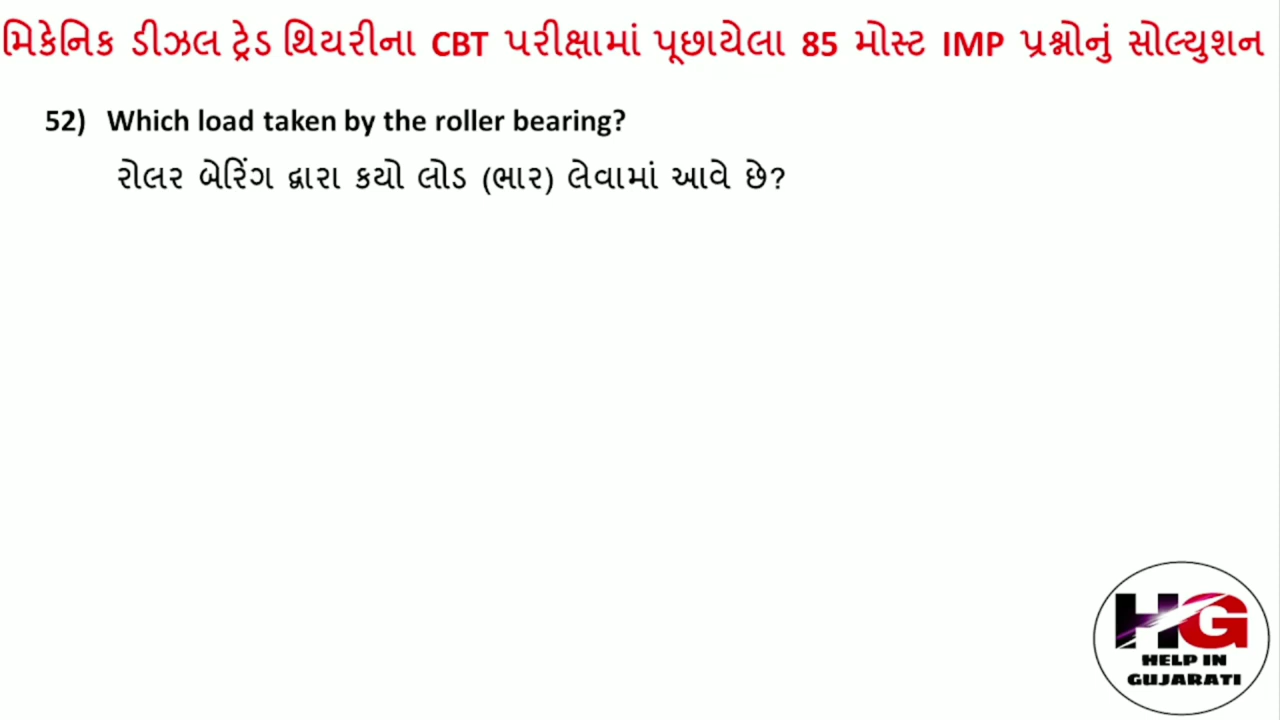 મિકેનિક ડીઝલ ટ્રેડ થિયરીના CBT પરીક્ષામાં પૂછાયેલા 85 મોસ્ટ IMP પ્રશ્નોનું સોલ્યુશન
52) Which load taken by the roller bearing?
રોલર બેરિંગ દ્વારા કયો લોડ (ભાર) લેવામાં આવે છે?
HG
HELP IN
GUJARATI